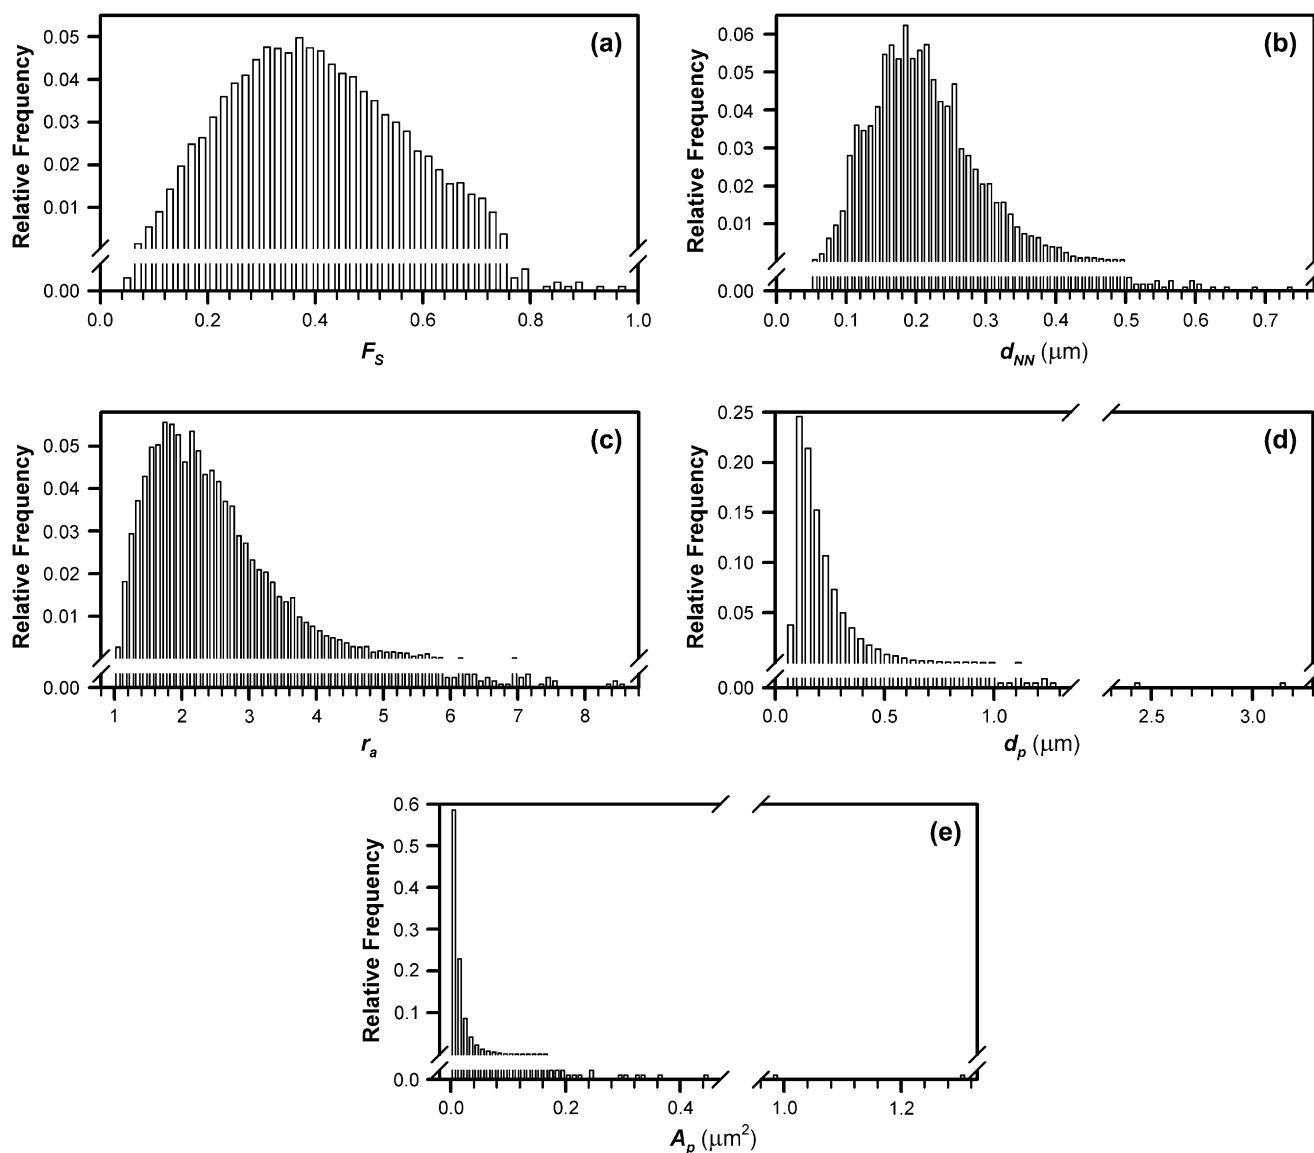 (a)
Relative Frequency
0.05
0.04
0.03
0.02
0.01
0.00
0.0 0.2 0.4 0.6 0.8 1.0
F_S
(b)
Relative Frequency
0.06
0.05
0.04
0.03
0.02
0.01
0.00
0.0 0.1 0.2 0.3 0.4 0.5 0.6 0.7
d_NN (μm)
(c)
Relative Frequency
0.05
0.04
0.03
0.02
0.01
0.00
1 2 3 4 5 6 7 8
r_a
(d)
Relative Frequency
0.25
0.20
0.15
0.10
0.05
0.00
0.0 0.5 1.0 2.5 3.0
d_p (μm)
(e)
Relative Frequency
0.6
0.5
0.4
0.3
0.2
0.1
0.0
0.0 0.2 0.4 1.0 1.2
A_p (μm²)